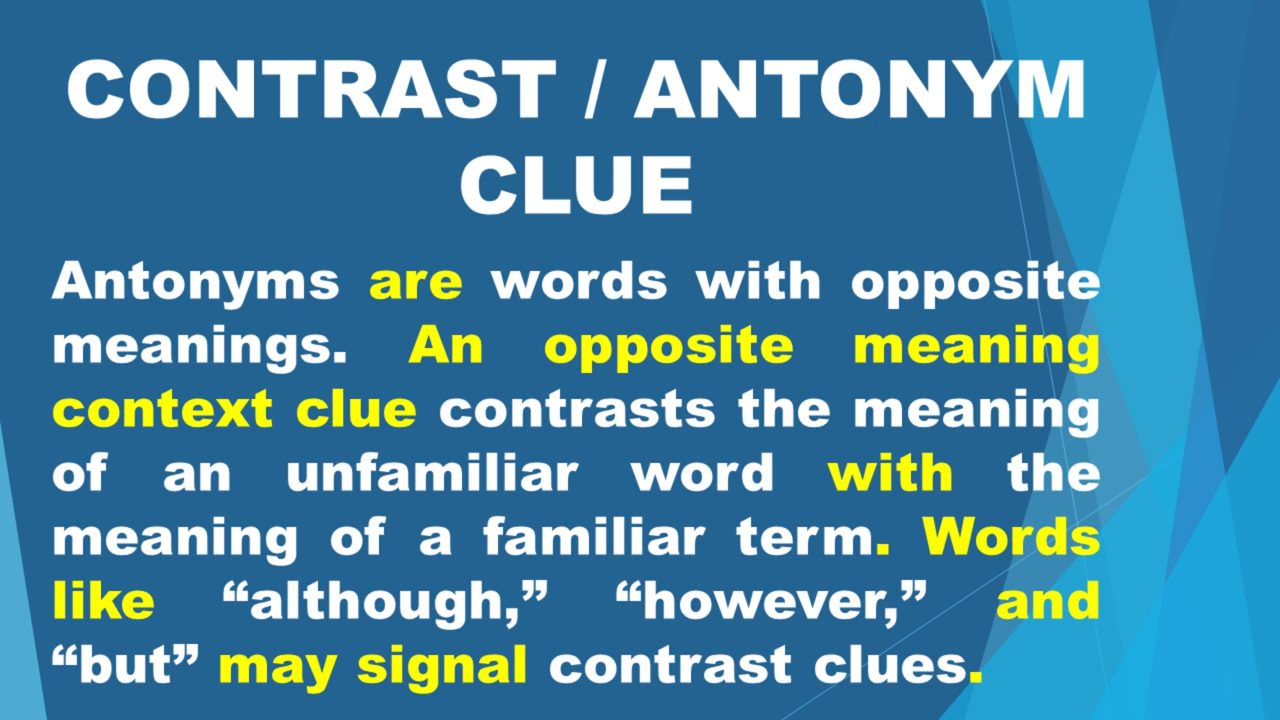 CONTRAST / ANTONYM
CLUE
Antonyms are words with opposite
meanings. An opposite meaning
context clue contrasts the meaning
of an unfamiliar word with the
meaning of a familiar term. Words
like “although,” “however,” and
“but” may signal contrast clues.